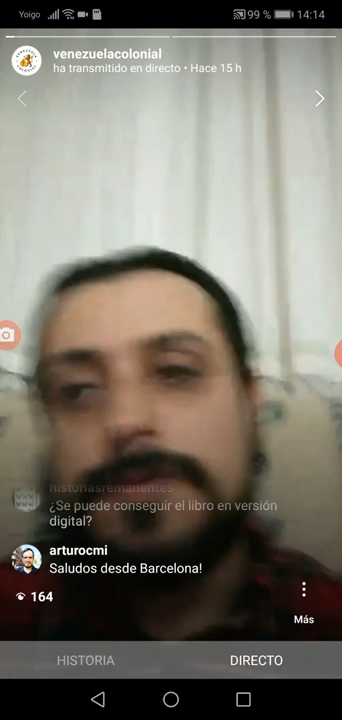 Yoigo 99 % 14:14
venezuelacolonial
ha transmitido en directo • Hace 15 h
historiasremanentes
¿Se puede conseguir el libro en versión
digital?
arturocmi
Saludos desde Barcelona!
164
Más
HISTORIA DIRECTO